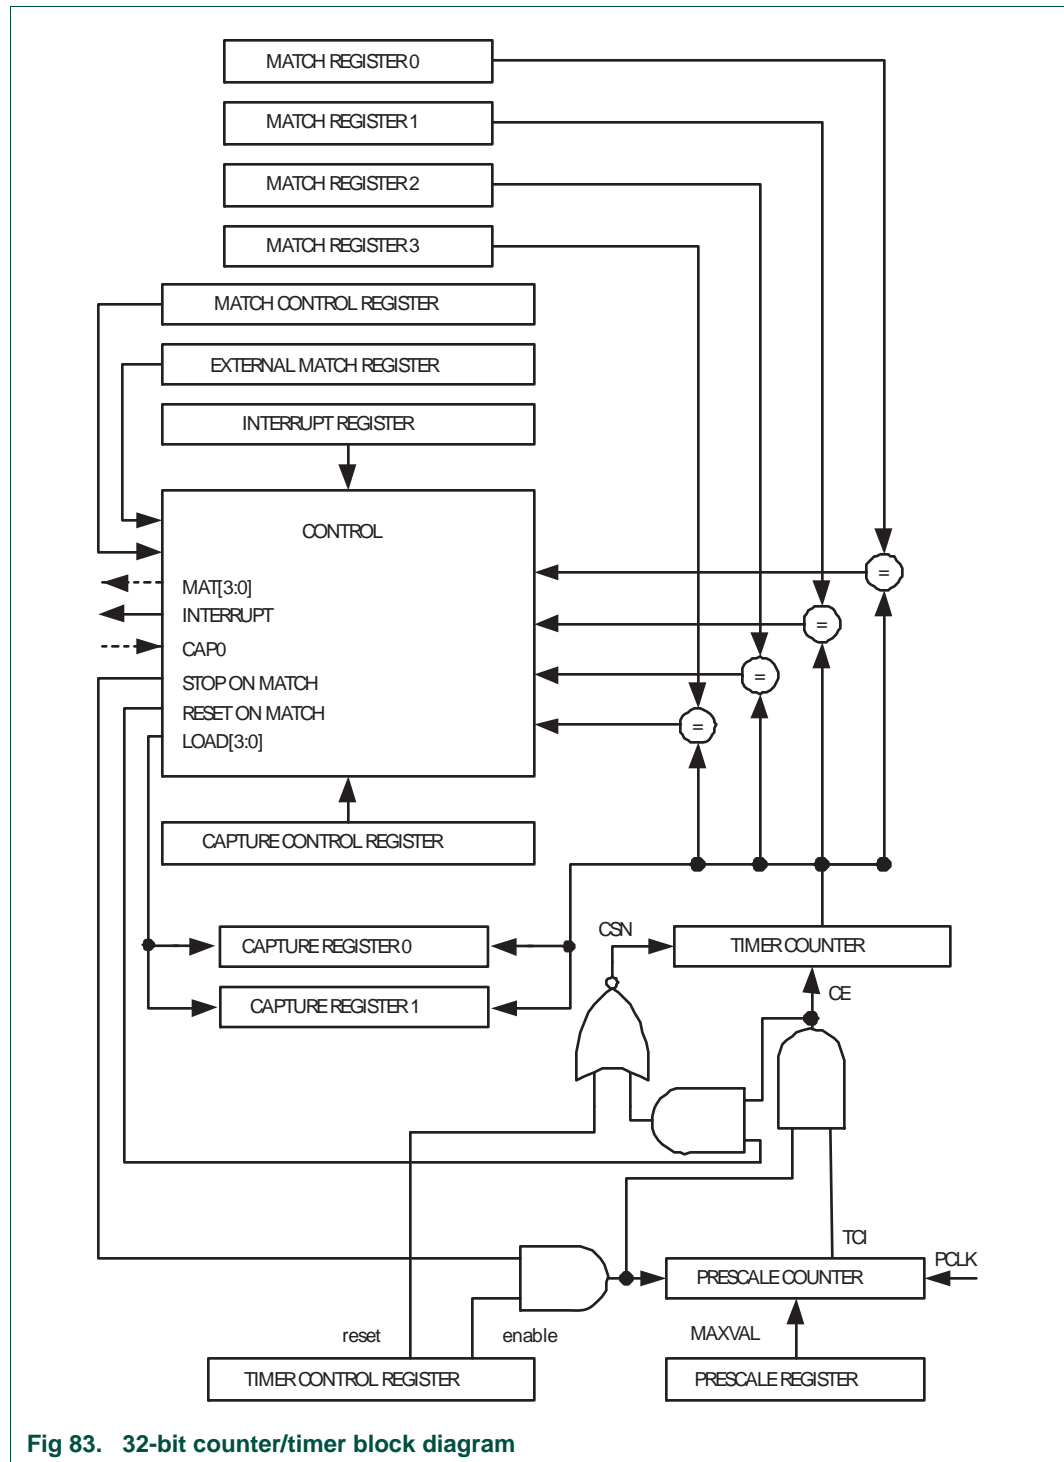 MATCH REGISTER 0
MATCH REGISTER 1
MATCH REGISTER 2
MATCH REGISTER 3
MATCH CONTROL REGISTER
EXTERNAL MATCH REGISTER
INTERRUPT REGISTER
CONTROL
=
MAT[3:0]
INTERRUPT
=
CAP0
STOP ON MATCH
=
RESET ON MATCH
=
LOAD[3:0]
CAPTURE CONTROL REGISTER
CSN
CAPTURE REGISTER 0
TIMER COUNTER
CE
CAPTURE REGISTER 1
TCI
PCLK
PRESCALE COUNTER
reset
enable
MAXVAL
TIMER CONTROL REGISTER
PRESCALE REGISTER
Fig 83. 32-bit counter/timer block diagram